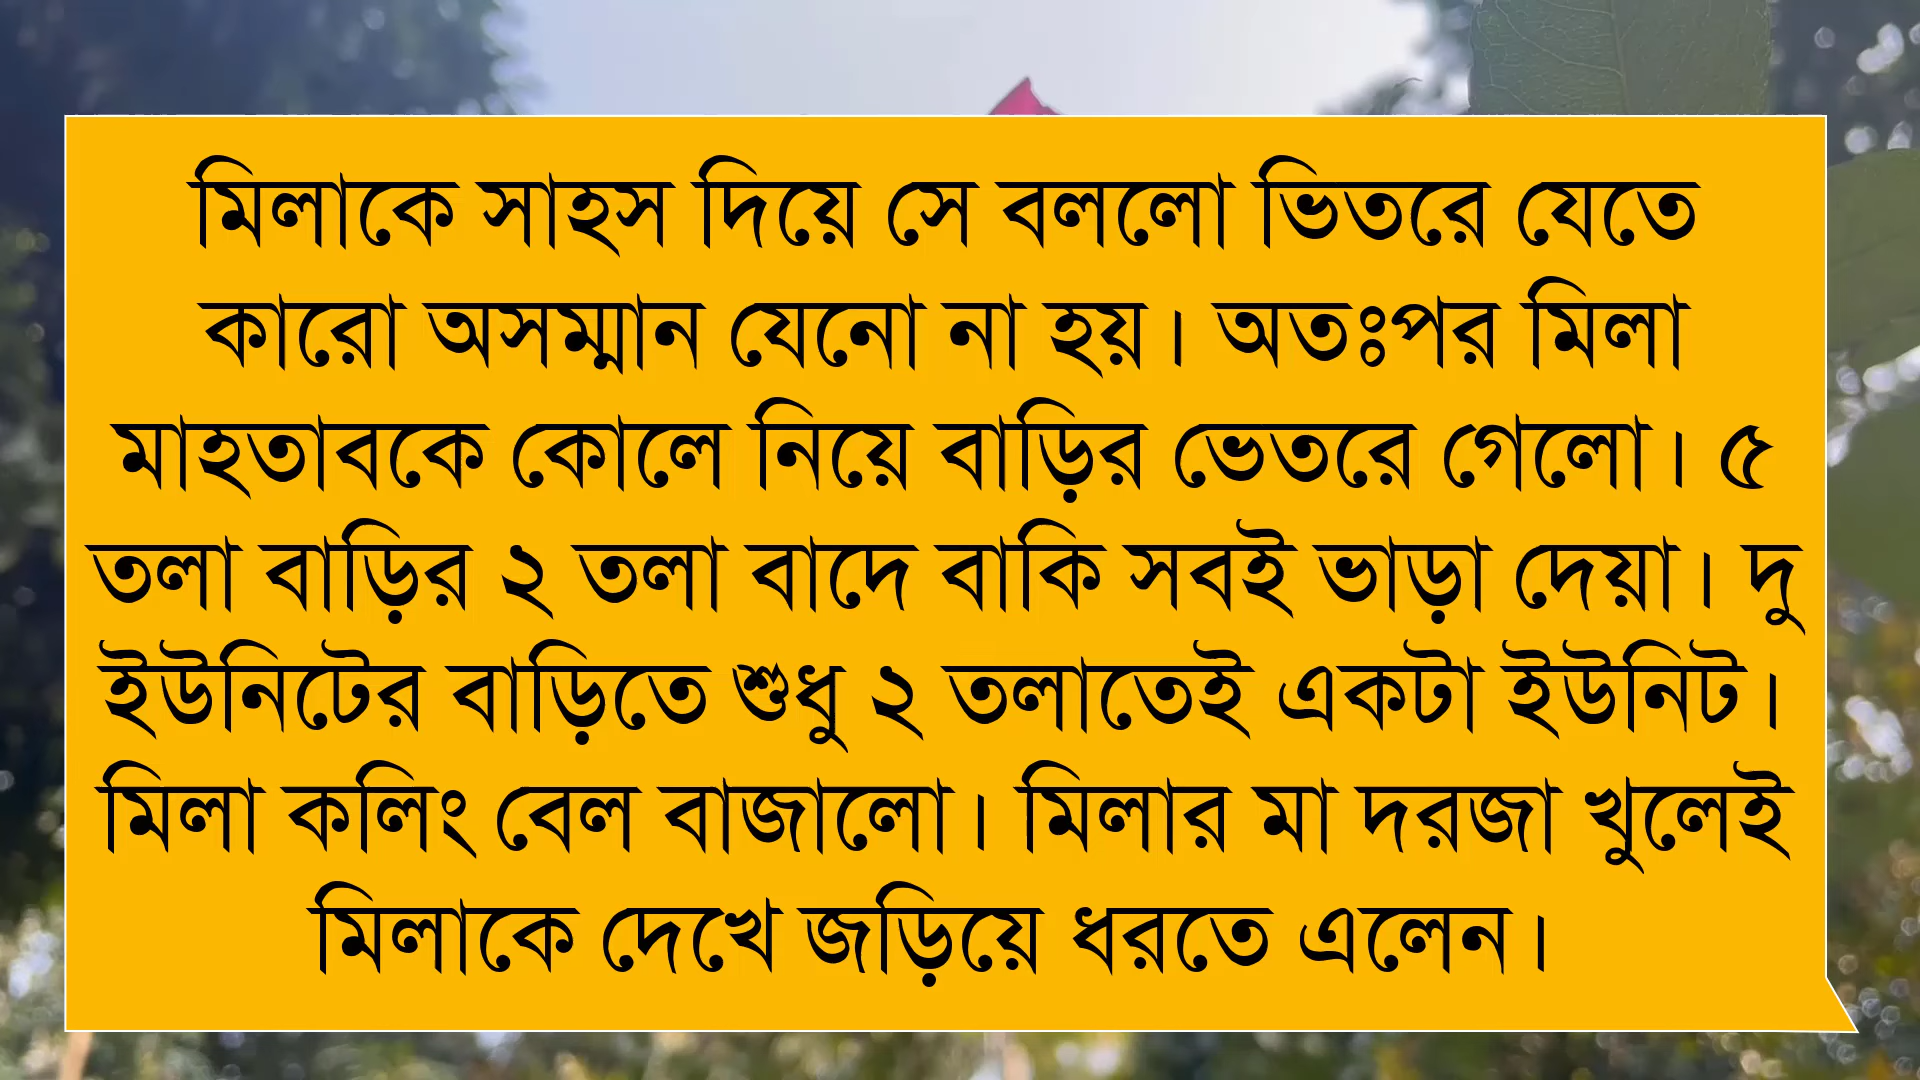 মিলাকে সাহস দিয়ে সে বললো ভিতরে যেতে
কারো অসম্মান যেনো না হয়। অতঃপর মিলা
মাহতাবকে কোলে নিয়ে বাড়ির ভেতরে গেলো। ৫
তলা বাড়ির ২ তলা বাদে বাকি সবই ভাড়া দেয়া। দু
ইউনিটের বাড়িতে শুধু ২ তলাতেই একটা ইউনিট।
মিলা কলিং বেল বাজালো। মিলার মা দরজা খুলেই
মিলাকে দেখে জড়িয়ে ধরতে এলেন।